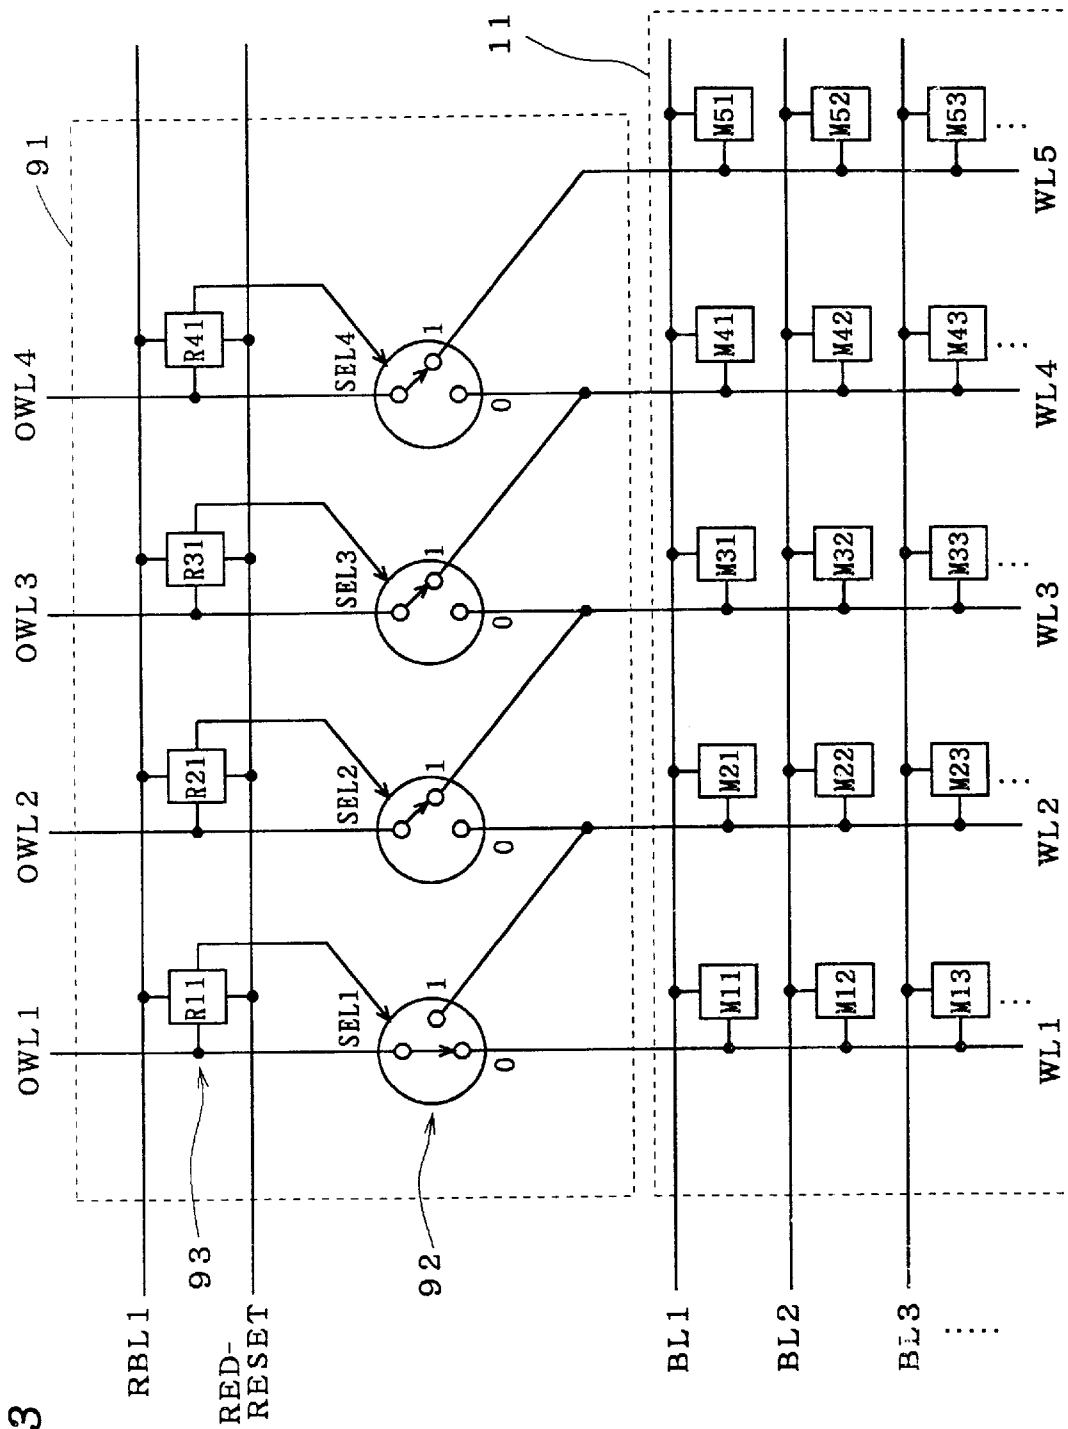 3
OWL1
OWL2
OWL3
OWL4
91
RBL1
R11
R21
R31
R41
93
RED-
RESET
SEL1
SEL2
SEL3
SEL4
1
1
1
1
92
0
0
0
0
11
BL1
M11
M21
M31
M41
M51
BL2
M12
M22
M32
M42
M52
BL3
M13
M23
M33
M43
M53
.....
...
...
...
...
...
WL1
WL2
WL3
WL4
WL5